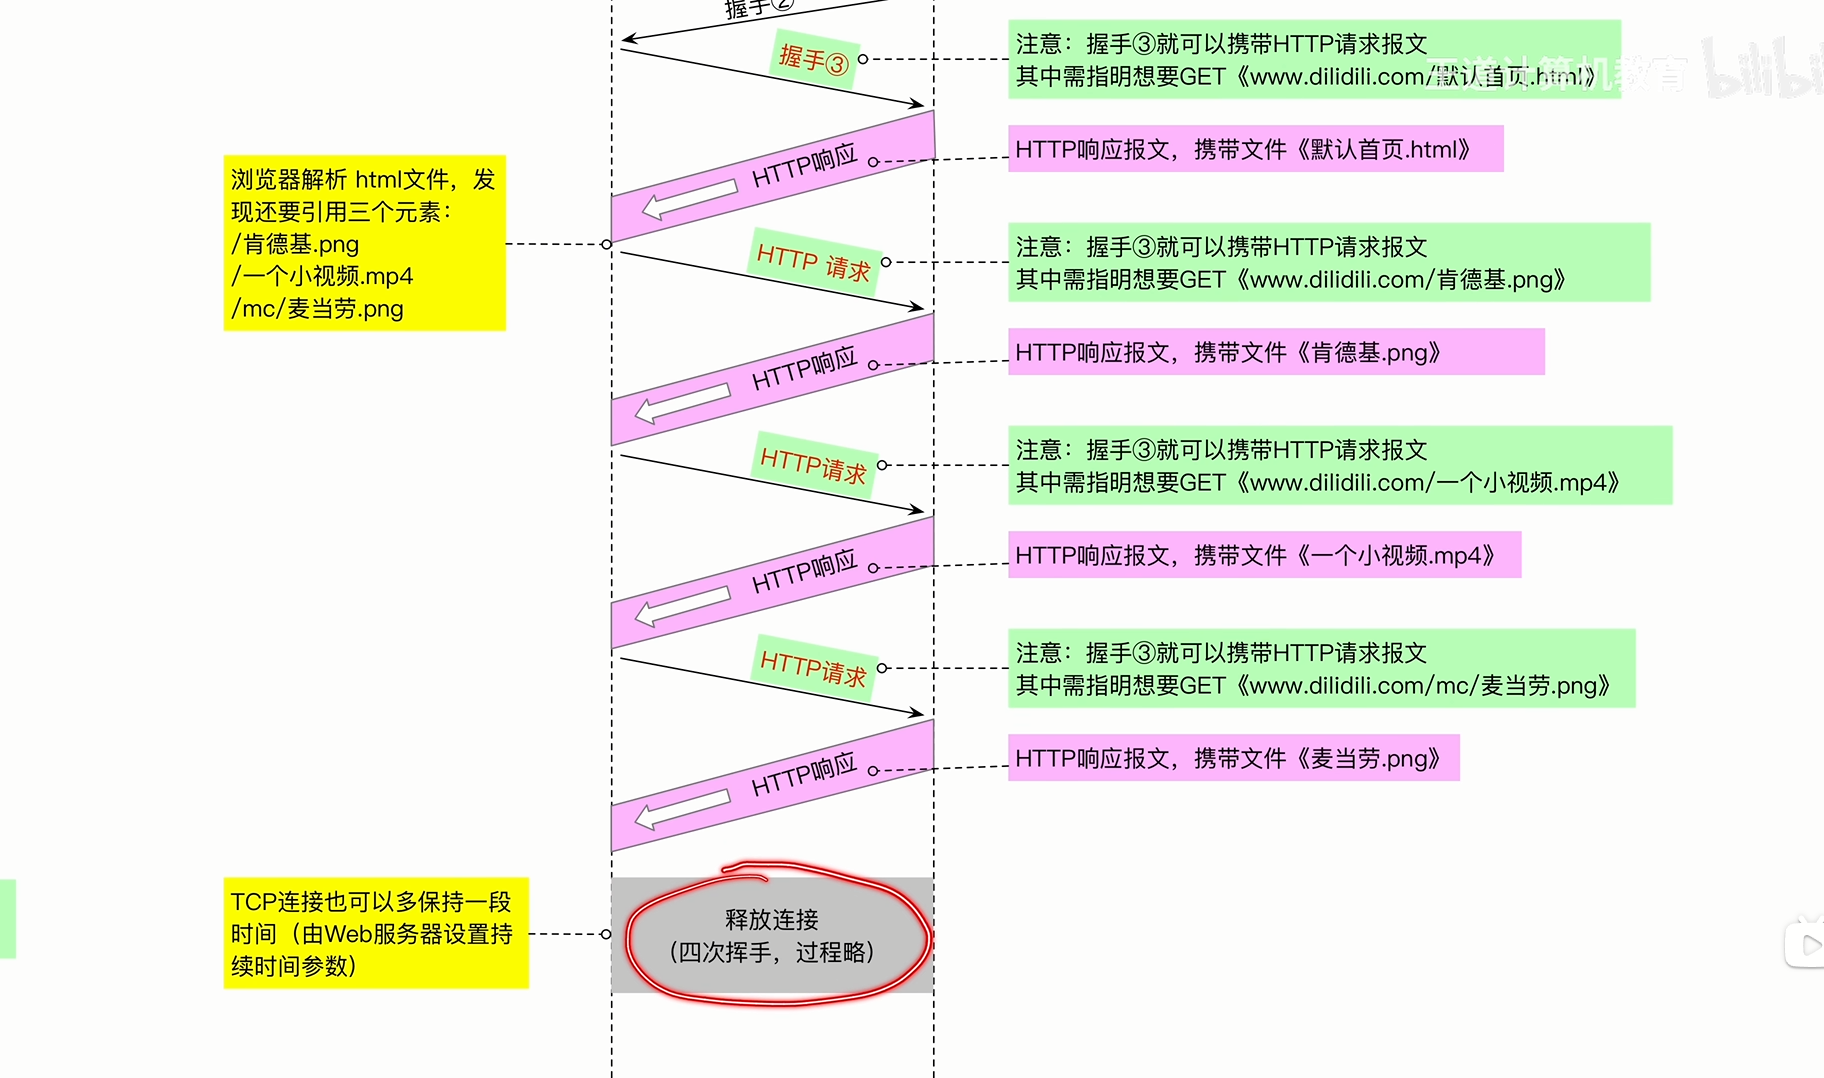 握手②
握手③
注意：握手③就可以携带HTTP请求报文
其中需指明想要GET《www.dilidili.com/默认首页.html》
王道计算机教育
bilibili
HTTP响应
HTTP响应报文，携带文件《默认首页.html》
浏览器解析 html文件，发
现还要引用三个元素：
/肯德基.png
/一个小视频.mp4
/mc/麦当劳.png
HTTP 请求
注意：握手③就可以携带HTTP请求报文
其中需指明想要GET《www.dilidili.com/肯德基.png》
HTTP响应
HTTP响应报文，携带文件《肯德基.png》
HTTP请求
注意：握手③就可以携带HTTP请求报文
其中需指明想要GET《www.dilidili.com/一个小视频.mp4》
HTTP响应
HTTP响应报文，携带文件《一个小视频.mp4》
HTTP请求
注意：握手③就可以携带HTTP请求报文
其中需指明想要GET《www.dilidili.com/mc/麦当劳.png》
HTTP响应
HTTP响应报文，携带文件《麦当劳.png》
TCP连接也可以多保持一段
时间（由Web服务器设置持
续时间参数）
释放连接
（四次挥手，过程略）